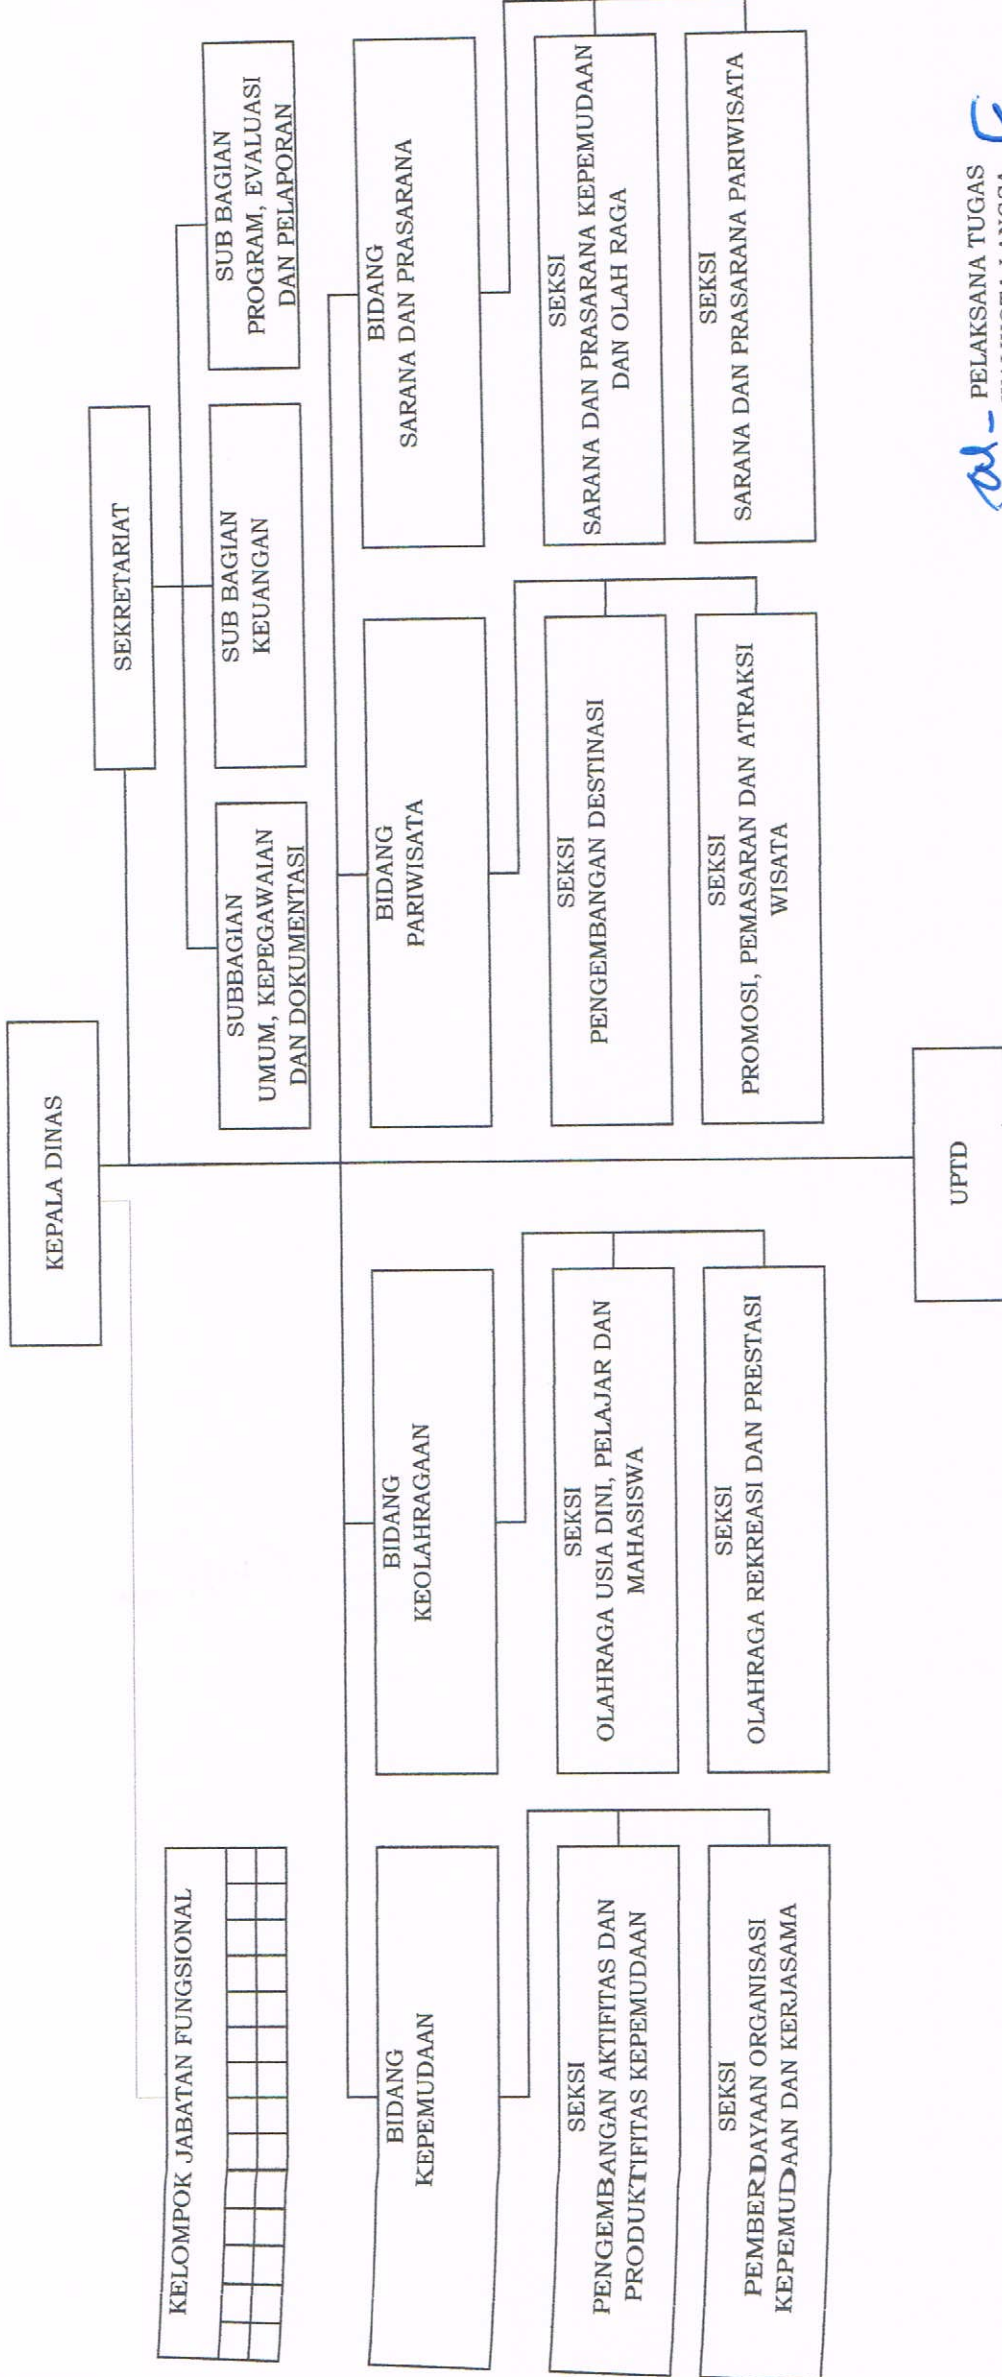 KEPALA DINAS
KELOMPOK JABATAN FUNGSIONAL
SEKRETARIAT
SUBBAGIAN
UMUM, KEPEGAWAIAN
DAN DOKUMENTASI
SUB BAGIAN
KEUANGAN
SUB BAGIAN
PROGRAM, EVALUASI
DAN PELAPORAN
BIDANG
KEPEMUDAAN
BIDANG
KEOLAHRAGAAN
BIDANG
PARIWISATA
BIDANG
SARANA DAN PRASARANA
SEKSI
PENGEMBANGAN AKTIFITAS DAN
PRODUKTIFITAS KEPEMUDAAN
SEKSI
OLAHRAGA USIA DINI, PELAJAR DAN
MAHASISWA
SEKSI
PENGEMBANGAN DESTINASI
SEKSI
SARANA DAN PRASARANA KEPEMUDAAN
DAN OLAH RAGA
SEKSI
PEMBERDAYAAN ORGANISASI
KEPEMUDAAN DAN KERJASAMA
SEKSI
OLAHRAGA REKREASI DAN PRESTASI
SEKSI
PROMOSI, PEMASARAN DAN ATRAKSI
WISATA
SEKSI
SARANA DAN PRASARANA PARIWISATA
UPTD
PELAKSANA TUGAS